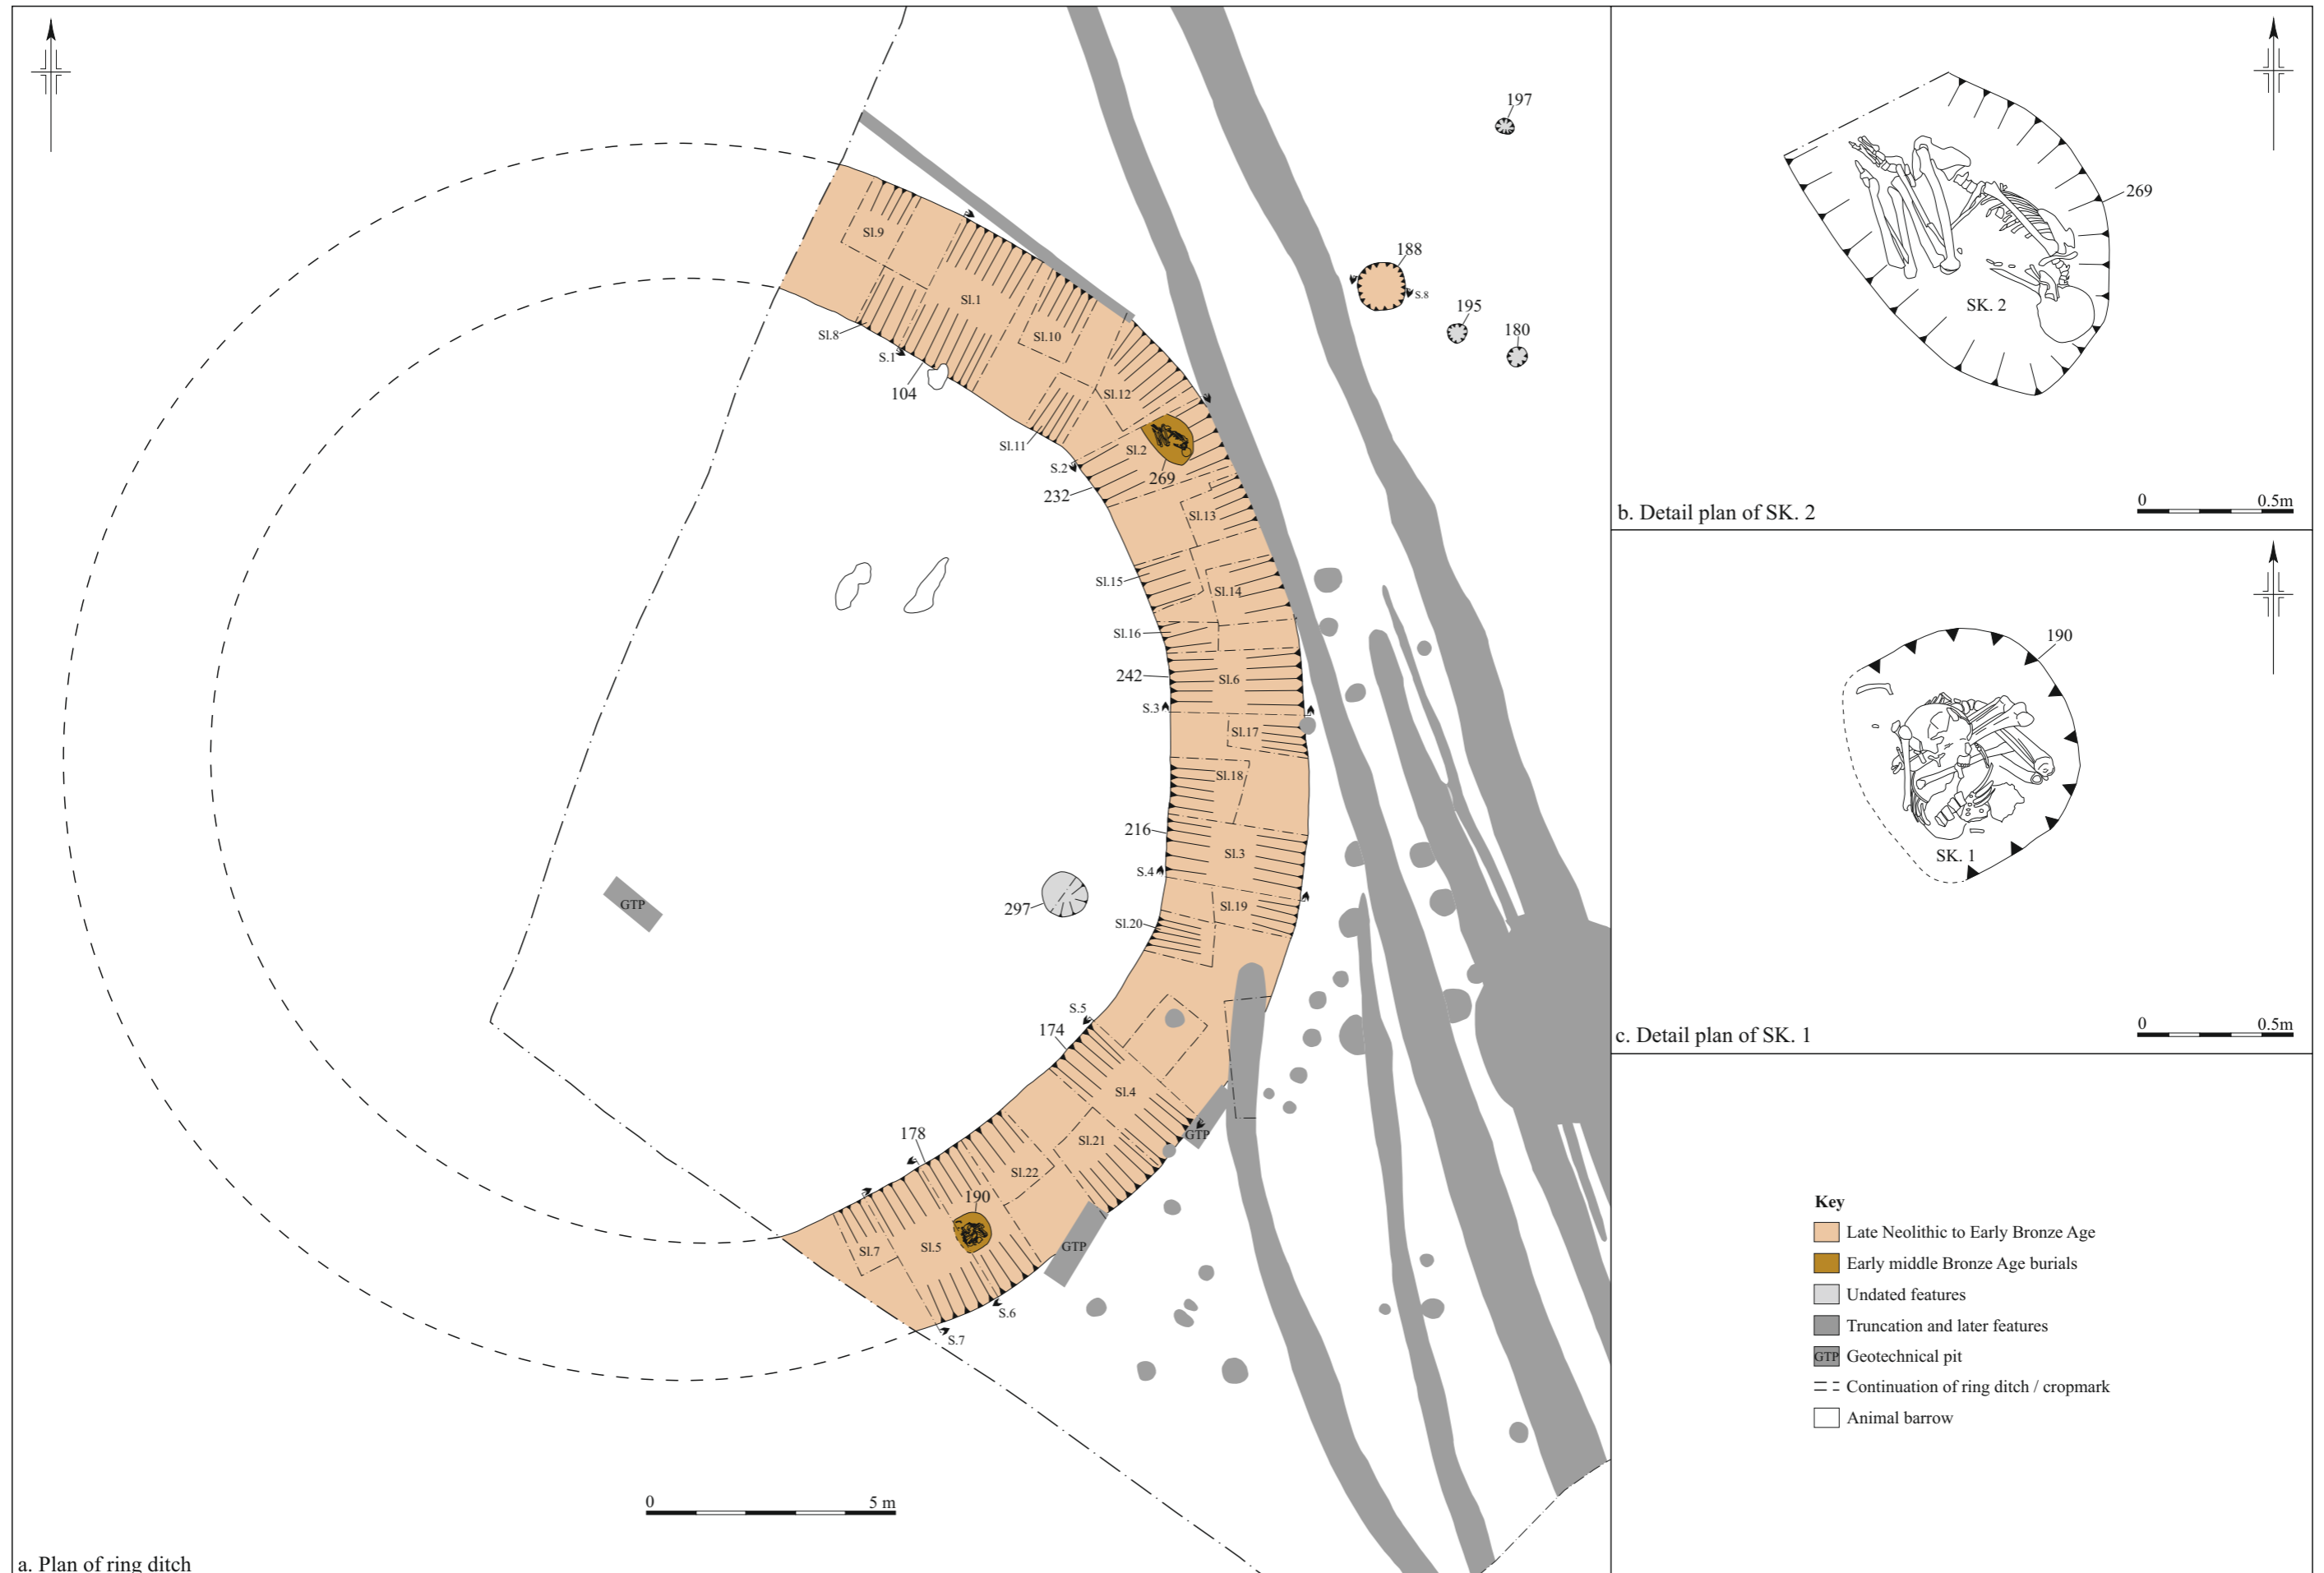 197
188
S.8
195
180
Sl.9
Sl.1
Sl.8
S.1
104
Sl.10
Sl.12
Sl.11
S.2
Sl.2
232
269
Sl.13
Sl.15
Sl.14
Sl.16
242
Sl.6
S.3
Sl.17
Sl.18
216
Sl.3
S.4
GTP
297
Sl.19
Sl.20
S.5
174
Sl.4
GTP
178
Sl.21
Sl.22
190
Sl.7
Sl.5
GTP
S.6
S.7
0 5 m
a. Plan of ring ditch
269
SK. 2
0 0.5m
b. Detail plan of SK. 2
190
SK. 1
0 0.5m
c. Detail plan of SK. 1
Key
Late Neolithic to Early Bronze Age
Early middle Bronze Age burials
Undated features
Truncation and later features
GTP Geotechnical pit
Continuation of ring ditch / cropmark
Animal barrow